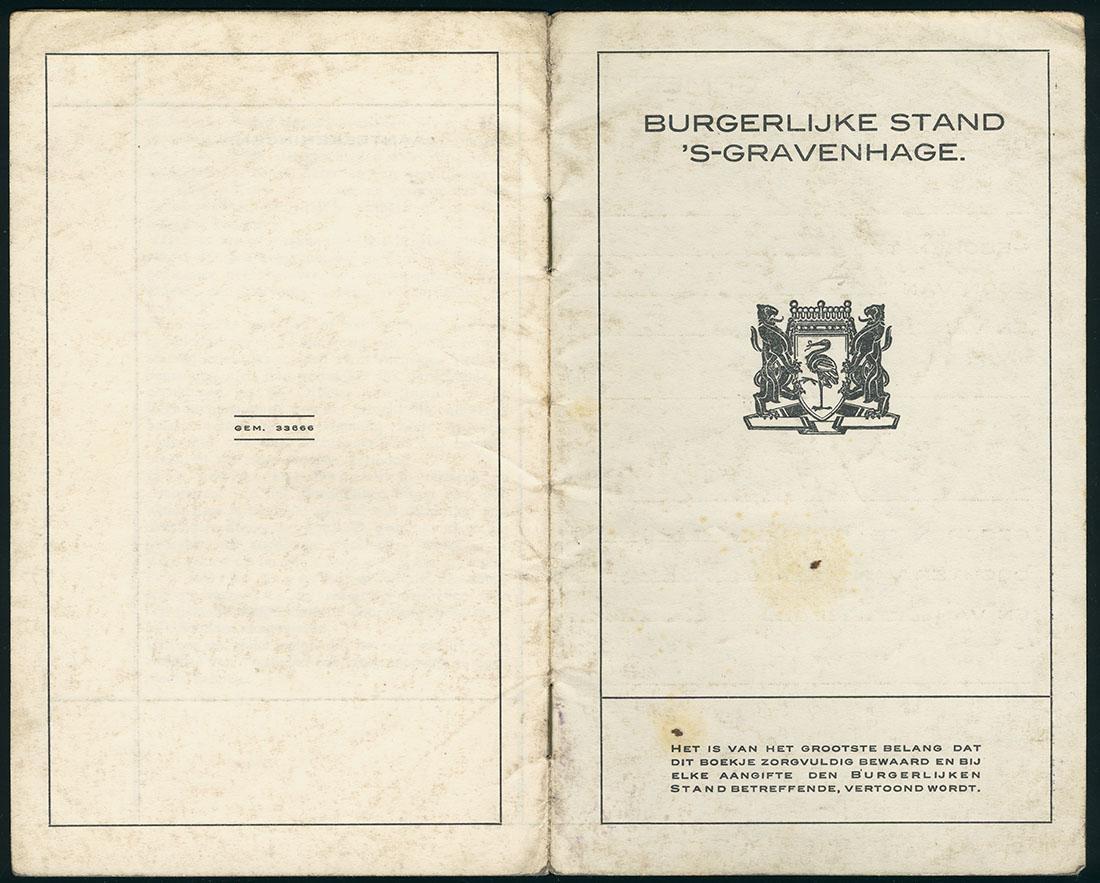 GEM. 33666
BURGERLIJKE STAND
'S-GRAVENHAGE.
HET IS VAN HET GROOTSTE BELANG DAT
DIT BOEKJE ZORGVULDIG BEWAARD EN BIJ
ELKE AANGIFTE DEN BURGERLIJKEN
STAND BETREFFENDE, VERTOOND WORDT.